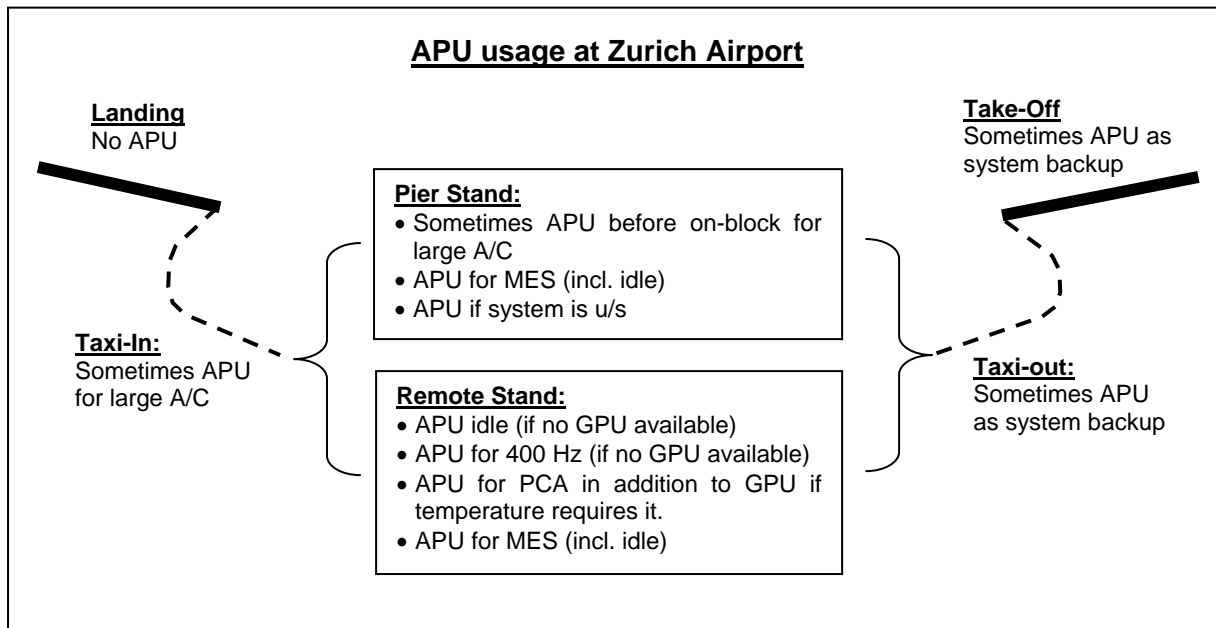 APU usage at Zurich Airport
Landing
No APU
Taxi-In:
Sometimes APU
for large A/C
Pier Stand:
• Sometimes APU before on-block for
large A/C
• APU for MES (incl. idle)
• APU if system is u/s
Remote Stand:
• APU idle (if no GPU available)
• APU for 400 Hz (if no GPU available)
• APU for PCA in addition to GPU if
temperature requires it.
• APU for MES (incl. idle)
Take-Off
Sometimes APU as
system backup
Taxi-out:
Sometimes APU
as system backup